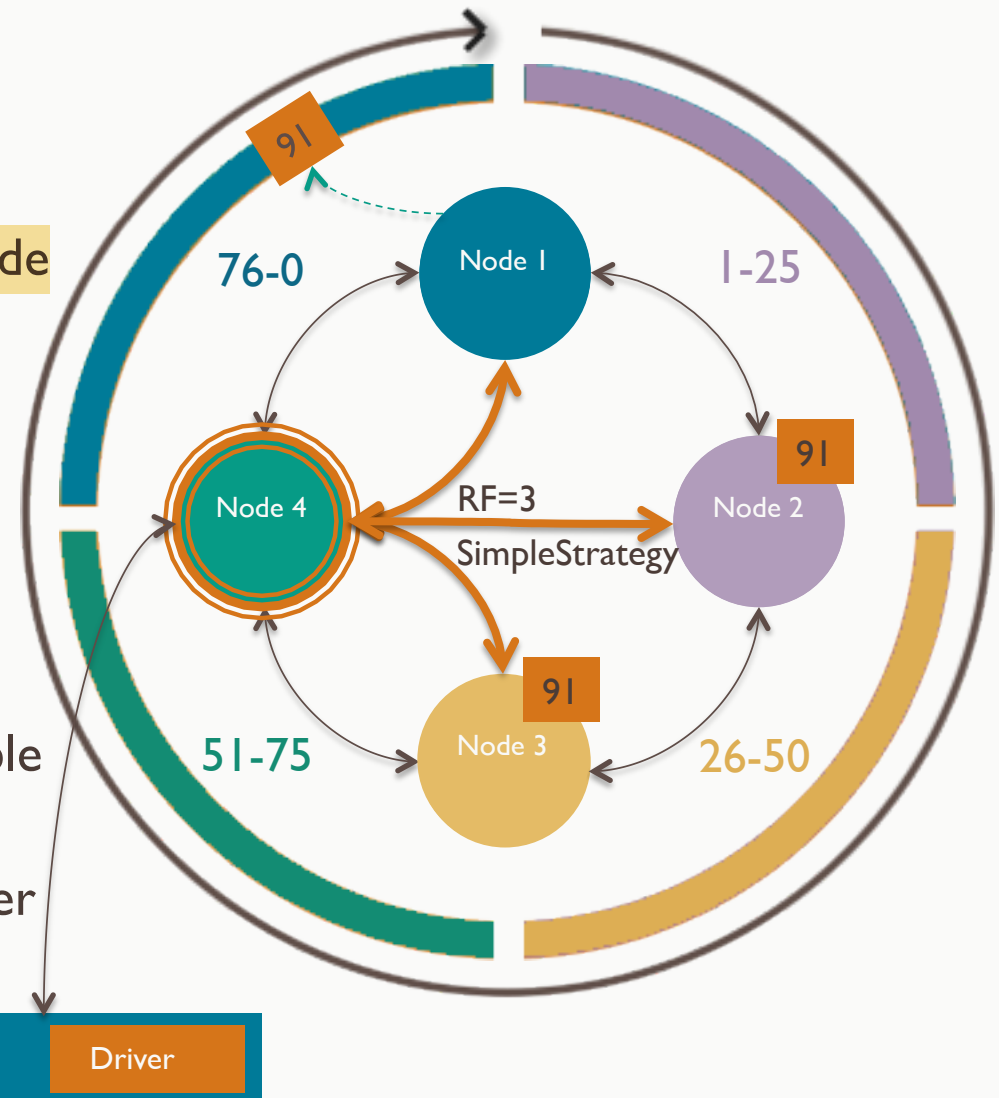 91
Node 1
de
76-0
1-25
91
RF=3
Node 4
Node 2
SimpleStrategy
91
Node 3
ple
51-75
26-50
er
Driver